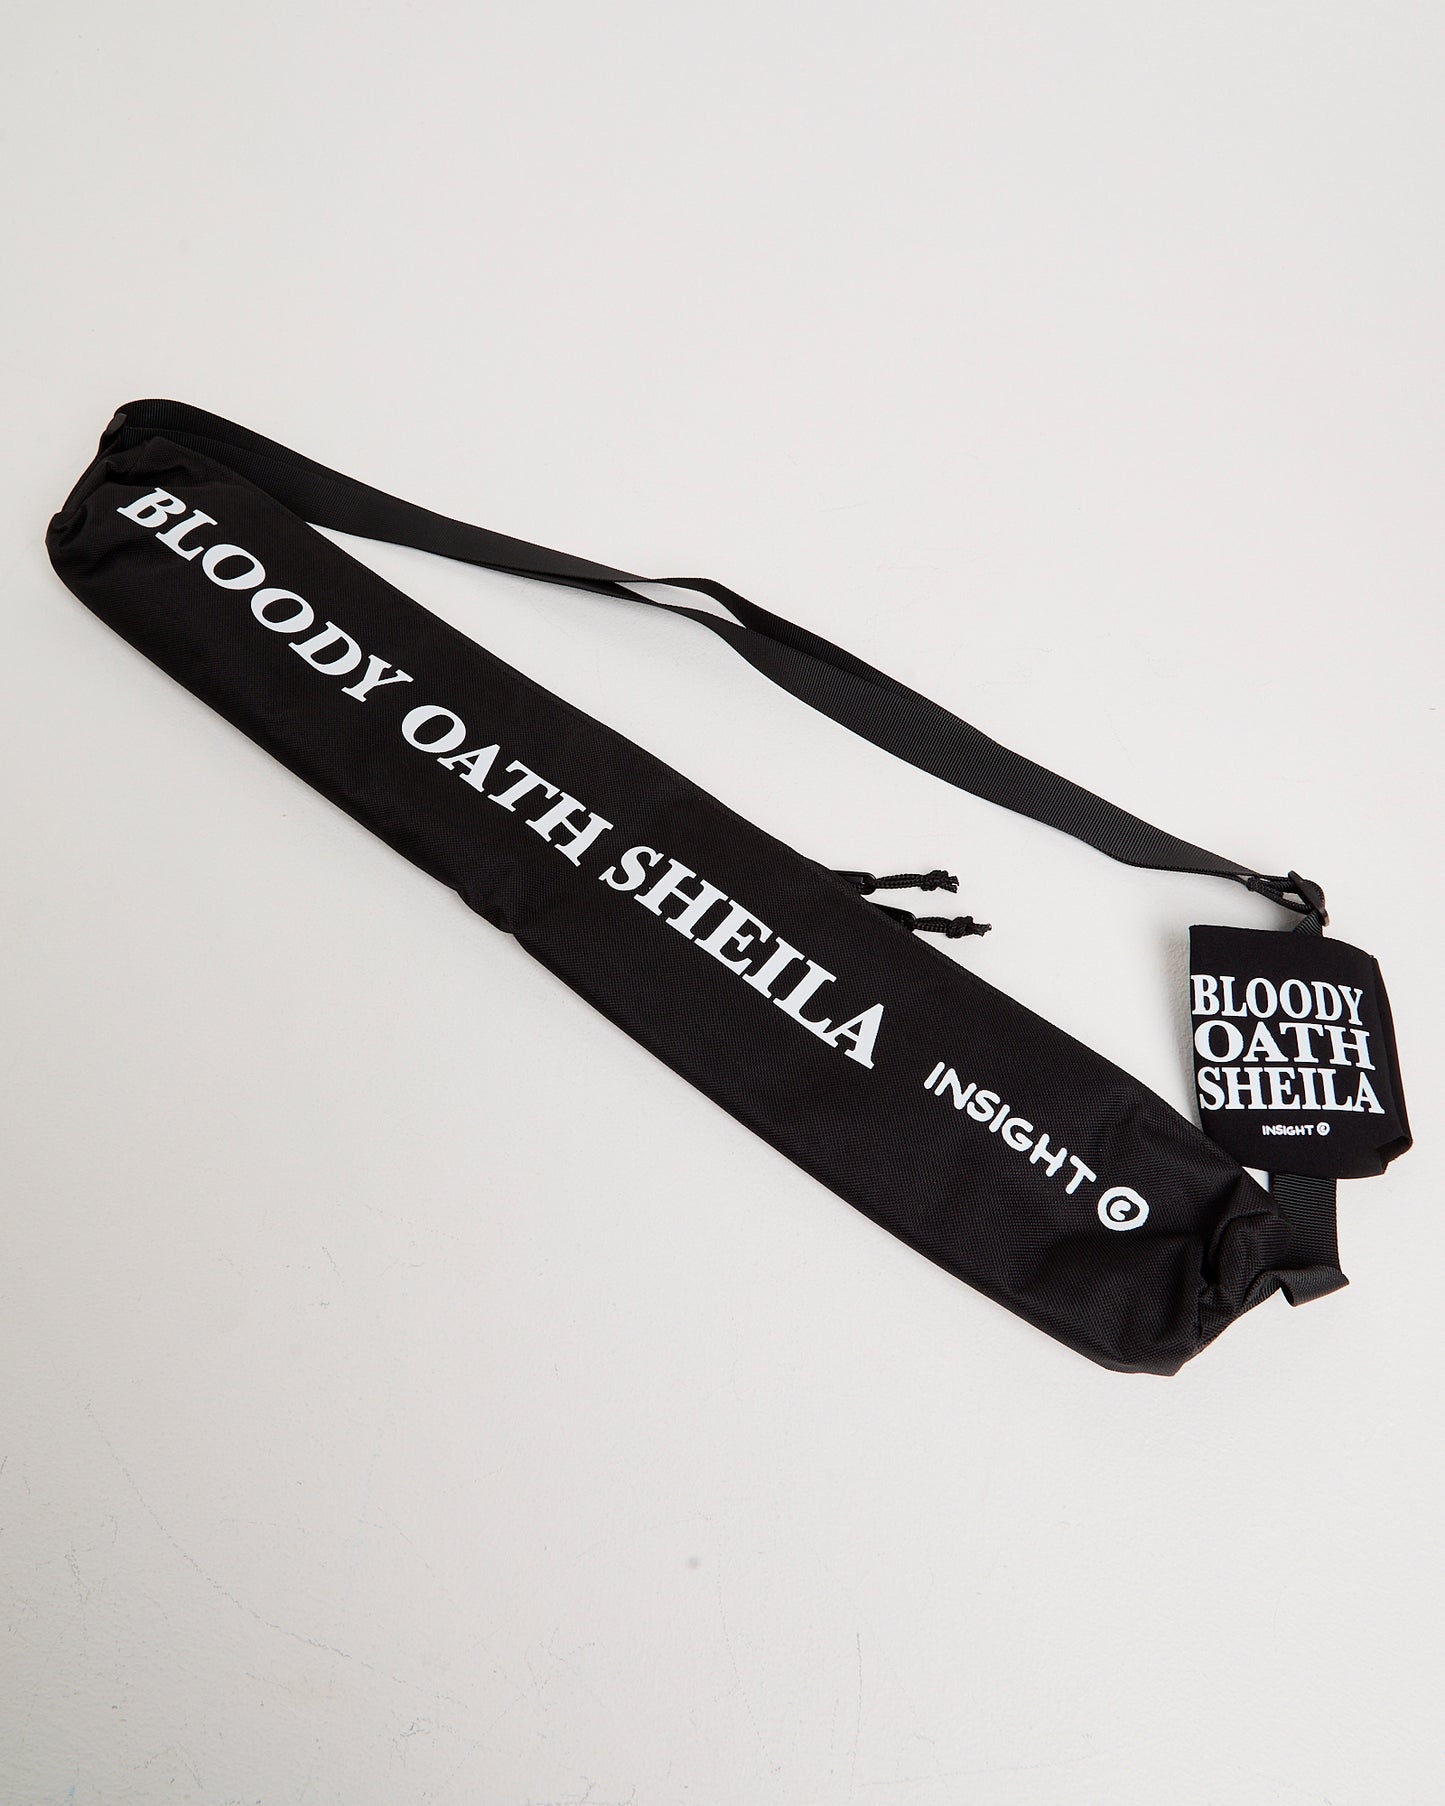 BLOODY OATH SHEILA INSIGHT ©
BLOODY
OATH
SHEILA
INSIGHT ©